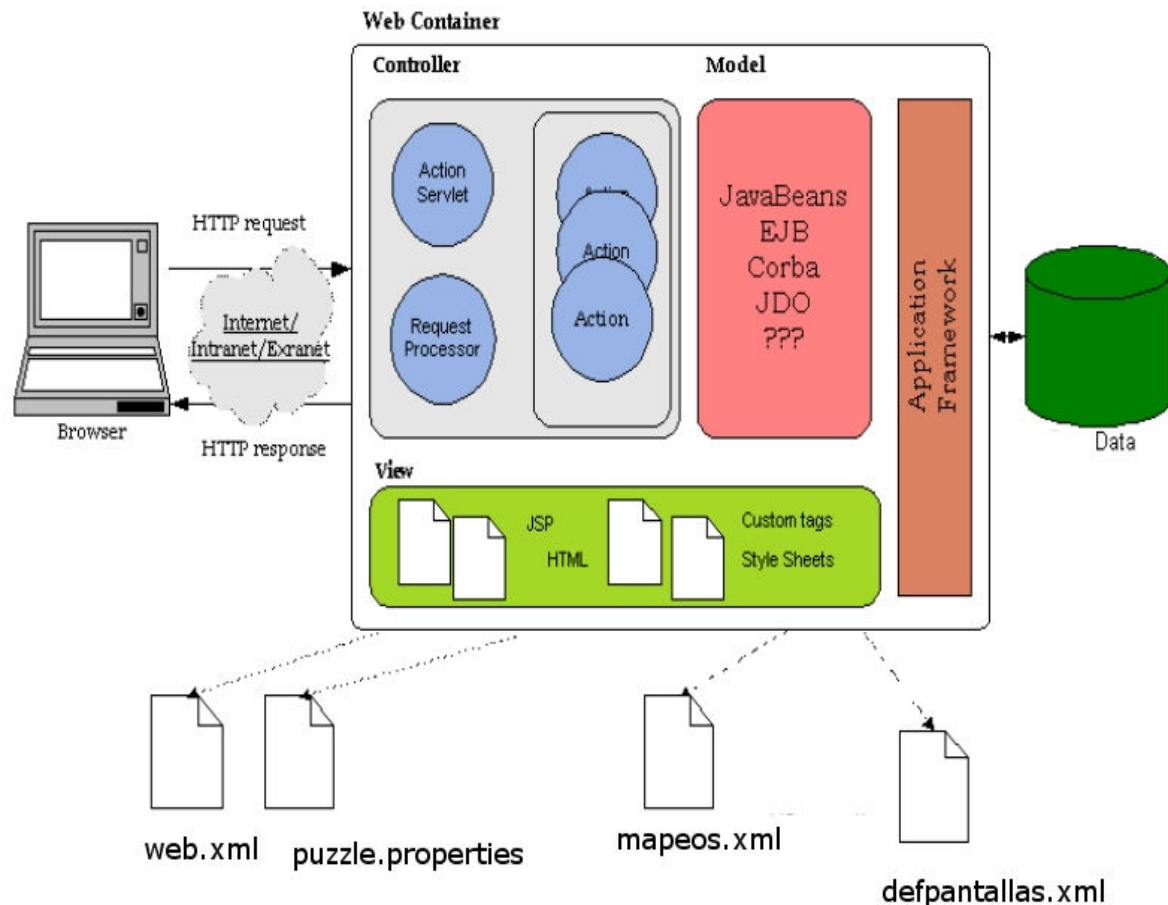 Web Container
Controller
Model
Action
Servlet
Action
Action
Request
Processor
JavaBeans
EJB
Corba
JDO
???
Application
Framework
HTTP request
Internet/
Intranet/Exranet
HTTP response
Browser
Data
View
JSP
HTML
Custom tags
Style Sheets
web.xml
puzzle.properties
mapeos.xml
defpantallas.xml